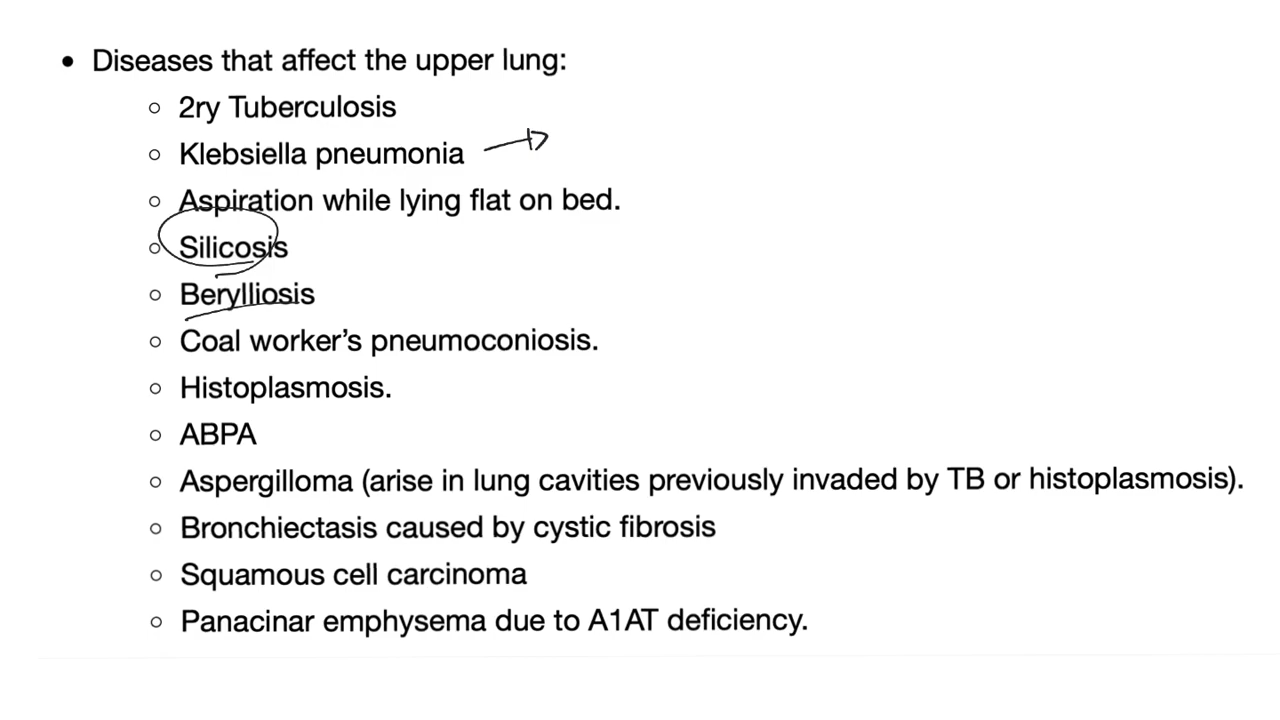 • Diseases that affect the upper lung:
◦ 2ry Tuberculosis
◦ Klebsiella pneumonia
◦ Aspiration while lying flat on bed.
◦ Silicosis
◦ Berylliosis
◦ Coal worker’s pneumoconiosis.
◦ Histoplasmosis.
◦ ABPA
◦ Aspergilloma (arise in lung cavities previously invaded by TB or histoplasmosis).
◦ Bronchiectasis caused by cystic fibrosis
◦ Squamous cell carcinoma
◦ Panacinar emphysema due to A1AT deficiency.